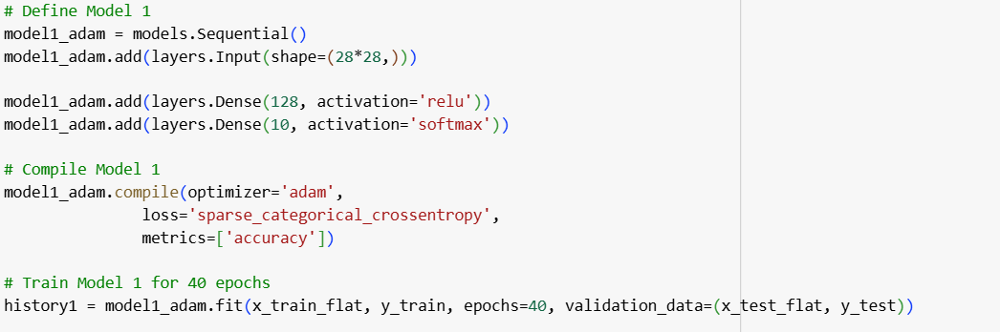 # Define Model 1
model1_adam = models.Sequential()
model1_adam.add(layers.Input(shape=(28*28,)))
model1_adam.add(layers.Dense(128, activation='relu'))
model1_adam.add(layers.Dense(10, activation='softmax'))
# Compile Model 1
model1_adam.compile(optimizer='adam',
loss='sparse_categorical_crossentropy',
metrics=['accuracy'])
# Train Model 1 for 40 epochs
history1 = model1_adam.fit(x_train_flat, y_train, epochs=40, validation_data=(x_test_flat, y_test))